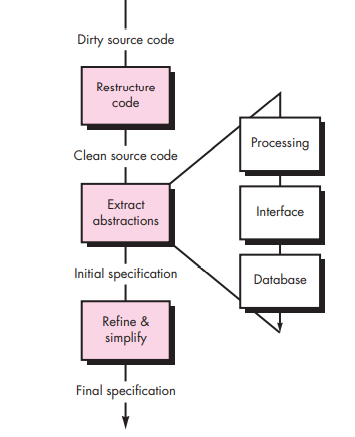 Dirty source code
Restructure
code
Clean source code
Extract
abstractions
Initial specification
Refine &
simplify
Final specification
Processing
Interface
Database